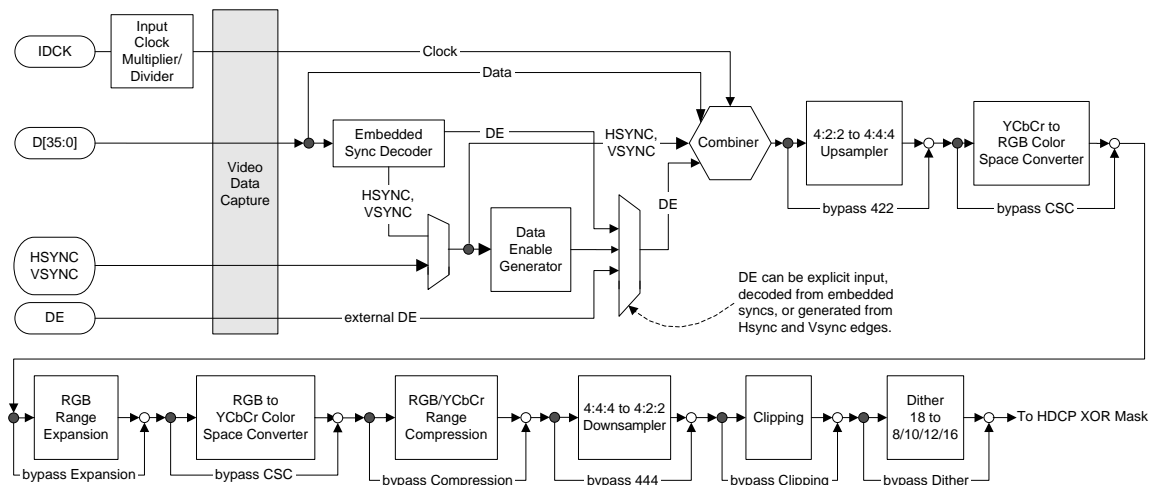 IDCK
Input
Clock
Multiplier/
Divider
Clock
Data
D[35:0]
Embedded
Sync Decoder
DE
HSYNC,
VSYNC
Combiner
4:2:2 to 4:4:4
Upsampler
YCbCr to
RGB Color
Space Converter
Video
Data
Capture
HSYNC,
VSYNC
DE
bypass 422
bypass CSC
HSYNC
VSYNC
Data
Enable
Generator
DE
external DE
DE can be explicit input,
decoded from embedded
syncs, or generated from
Hsync and Vsync edges.
RGB
Range
Expansion
RGB to
YCbCr Color
Space Converter
RGB/YCbCr
Range
Compression
4:4:4 to 4:2:2
Downsampler
Clipping
Dither
18 to
8/10/12/16
To HDCP XOR Mask
bypass Expansion
bypass CSC
bypass Compression
bypass 444
bypass Clipping
bypass Dither